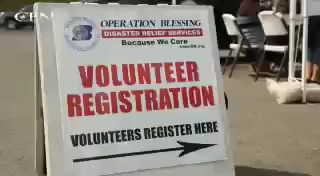 CBN
OPERATION BLESSING
DISASTER RELIEF SERVICES
Because We Care
VOLUNTEER
REGISTRATION
VOLUNTEERS REGISTER HERE